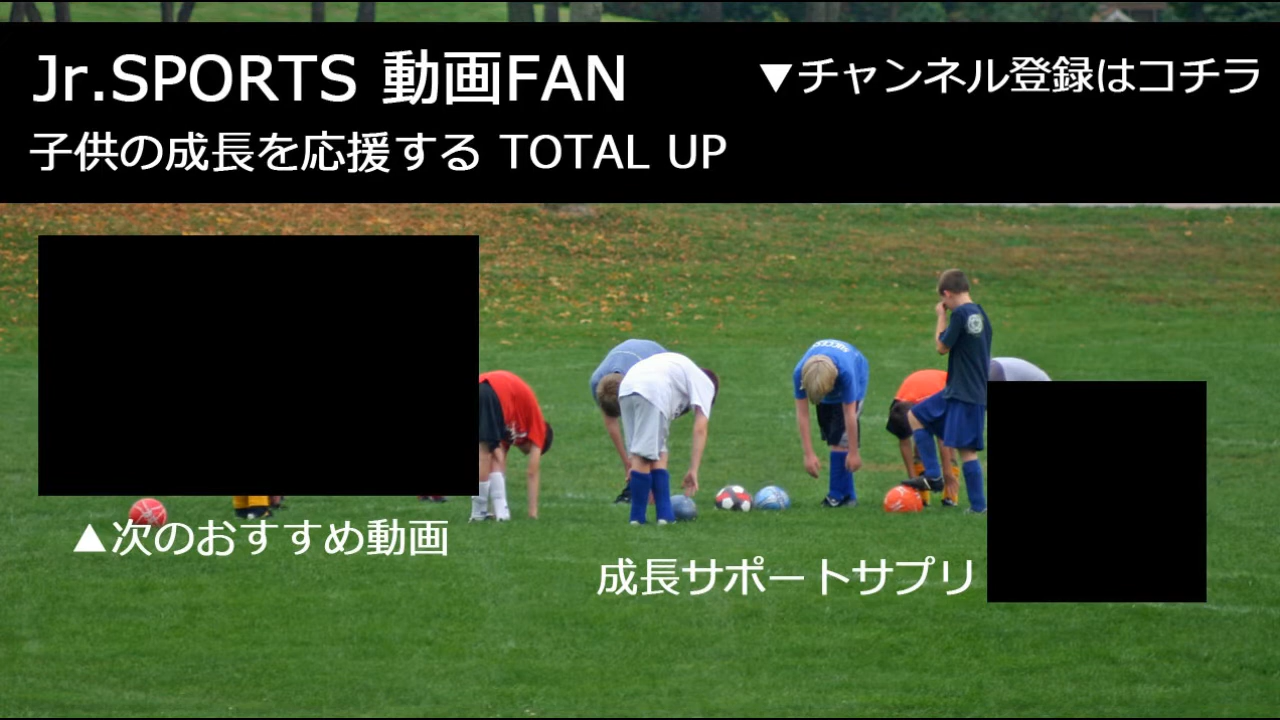 Jr.SPORTS 動画FAN
▼チャンネル登録はコチラ
子供の成長を応援する TOTAL UP
▲次のおすすめ動画
成長サポートサプリ